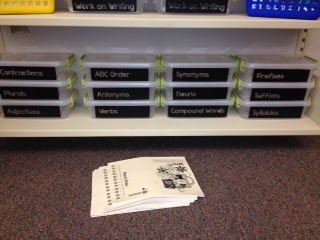 Work on Writing
Work on Writing
Contractions
ABC Order
Synonyms
Prefixes
Plurals
Antonyms
Nouns
Suffixes
Adjectives
Verbs
Compound Words
Syllables